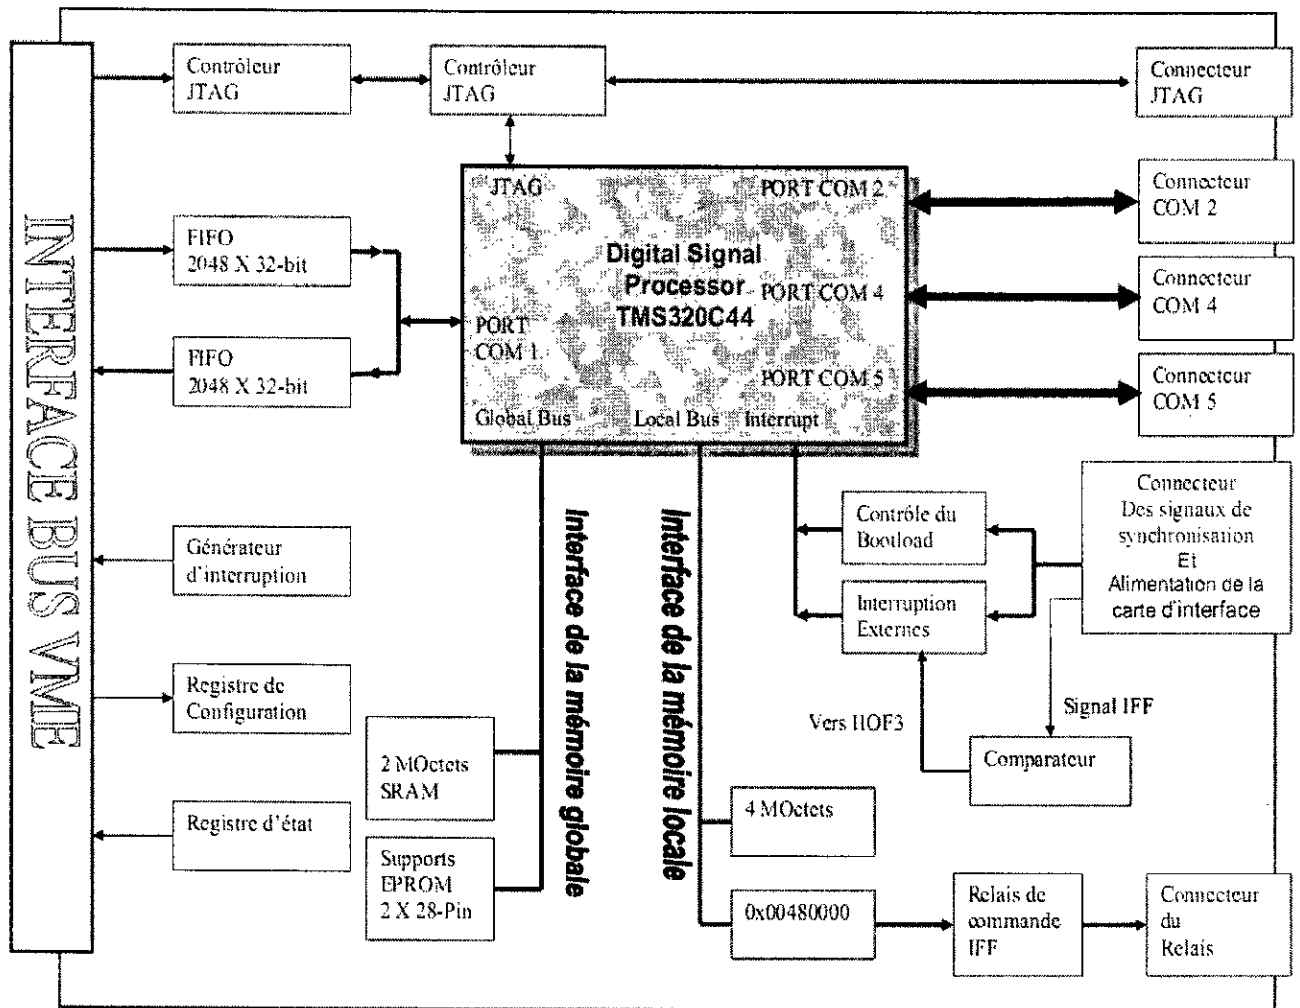 INTERFACE BUS VME
Contrôleur
JTAG
Contrôleur
JTAG
Connecteur
JTAG
JTAG
PORT COM 2
Connecteur
COM 2
FIFO
2048 X 32-bit
Digital Signal
Processor
TMS320C44
PORT COM 4
Connecteur
COM 4
PORT
COM 1
FIFO
2048 X 32-bit
PORT COM 5
Connecteur
COM 5
Global Bus
Local Bus
Interrupt
Interface de la mémoire globale
Interface de la mémoire locale
Contrôle du
Bootload
Connecteur
Des signaux de
synchronisation
Et
Alimentation de la
carte d'interface
Générateur
d'interruption
Interruption
Externes
Registre de
Configuration
Vers IIOF3
Signal IFF
2 MOctets
SRAM
Comparateur
Registre d'état
4 MOctets
Supports
EPROM
2 X 28-Pin
0x00480000
Relais de
commande
IFF
Connecteur
du
Relais